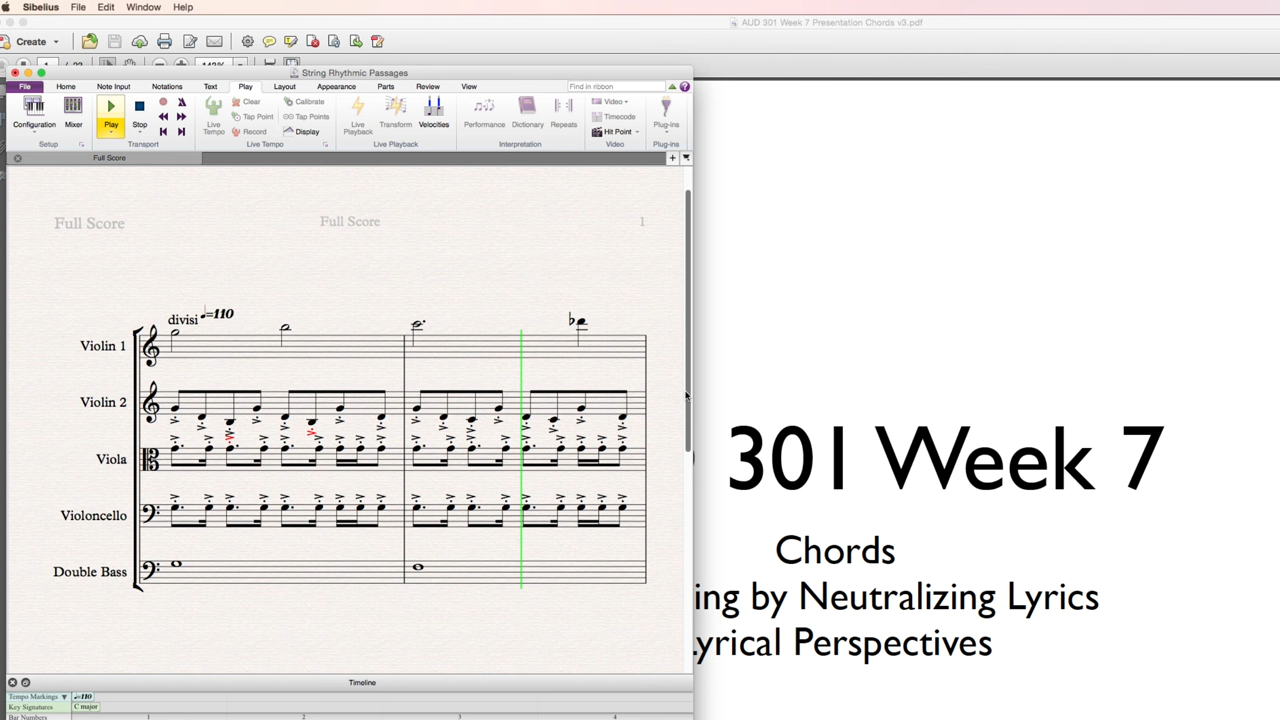 Sibelius File Edit Window Help
AUD 301 Week 7 Presentation Chords v3.pdf
Create
String Rhythmic Passages
File Home Note Input Notations Text Play Layout Appearance Parts Review View Find in ribbon
Configuration Mixer Play Stop Live Tempo Clear Tap Point Record Calibrate Tap Points Display Live Playback Transform Velocities Performance Dictionary Repeats Video Timecode Hit Point Plug-ins
Setup Transport Live Tempo Live Playback Interpretation Video Plug-ins
Full Score
Full Score Full Score 1
divisi =110
Violin 1
Violin 2
Viola
Violoncello
Double Bass
301 Week 7
Chords
ing by Neutralizing Lyrics
yrical Perspectives
Timeline
Tempo Markings =110
Key Signatures C major
Bar Numbers 1 2 3 4